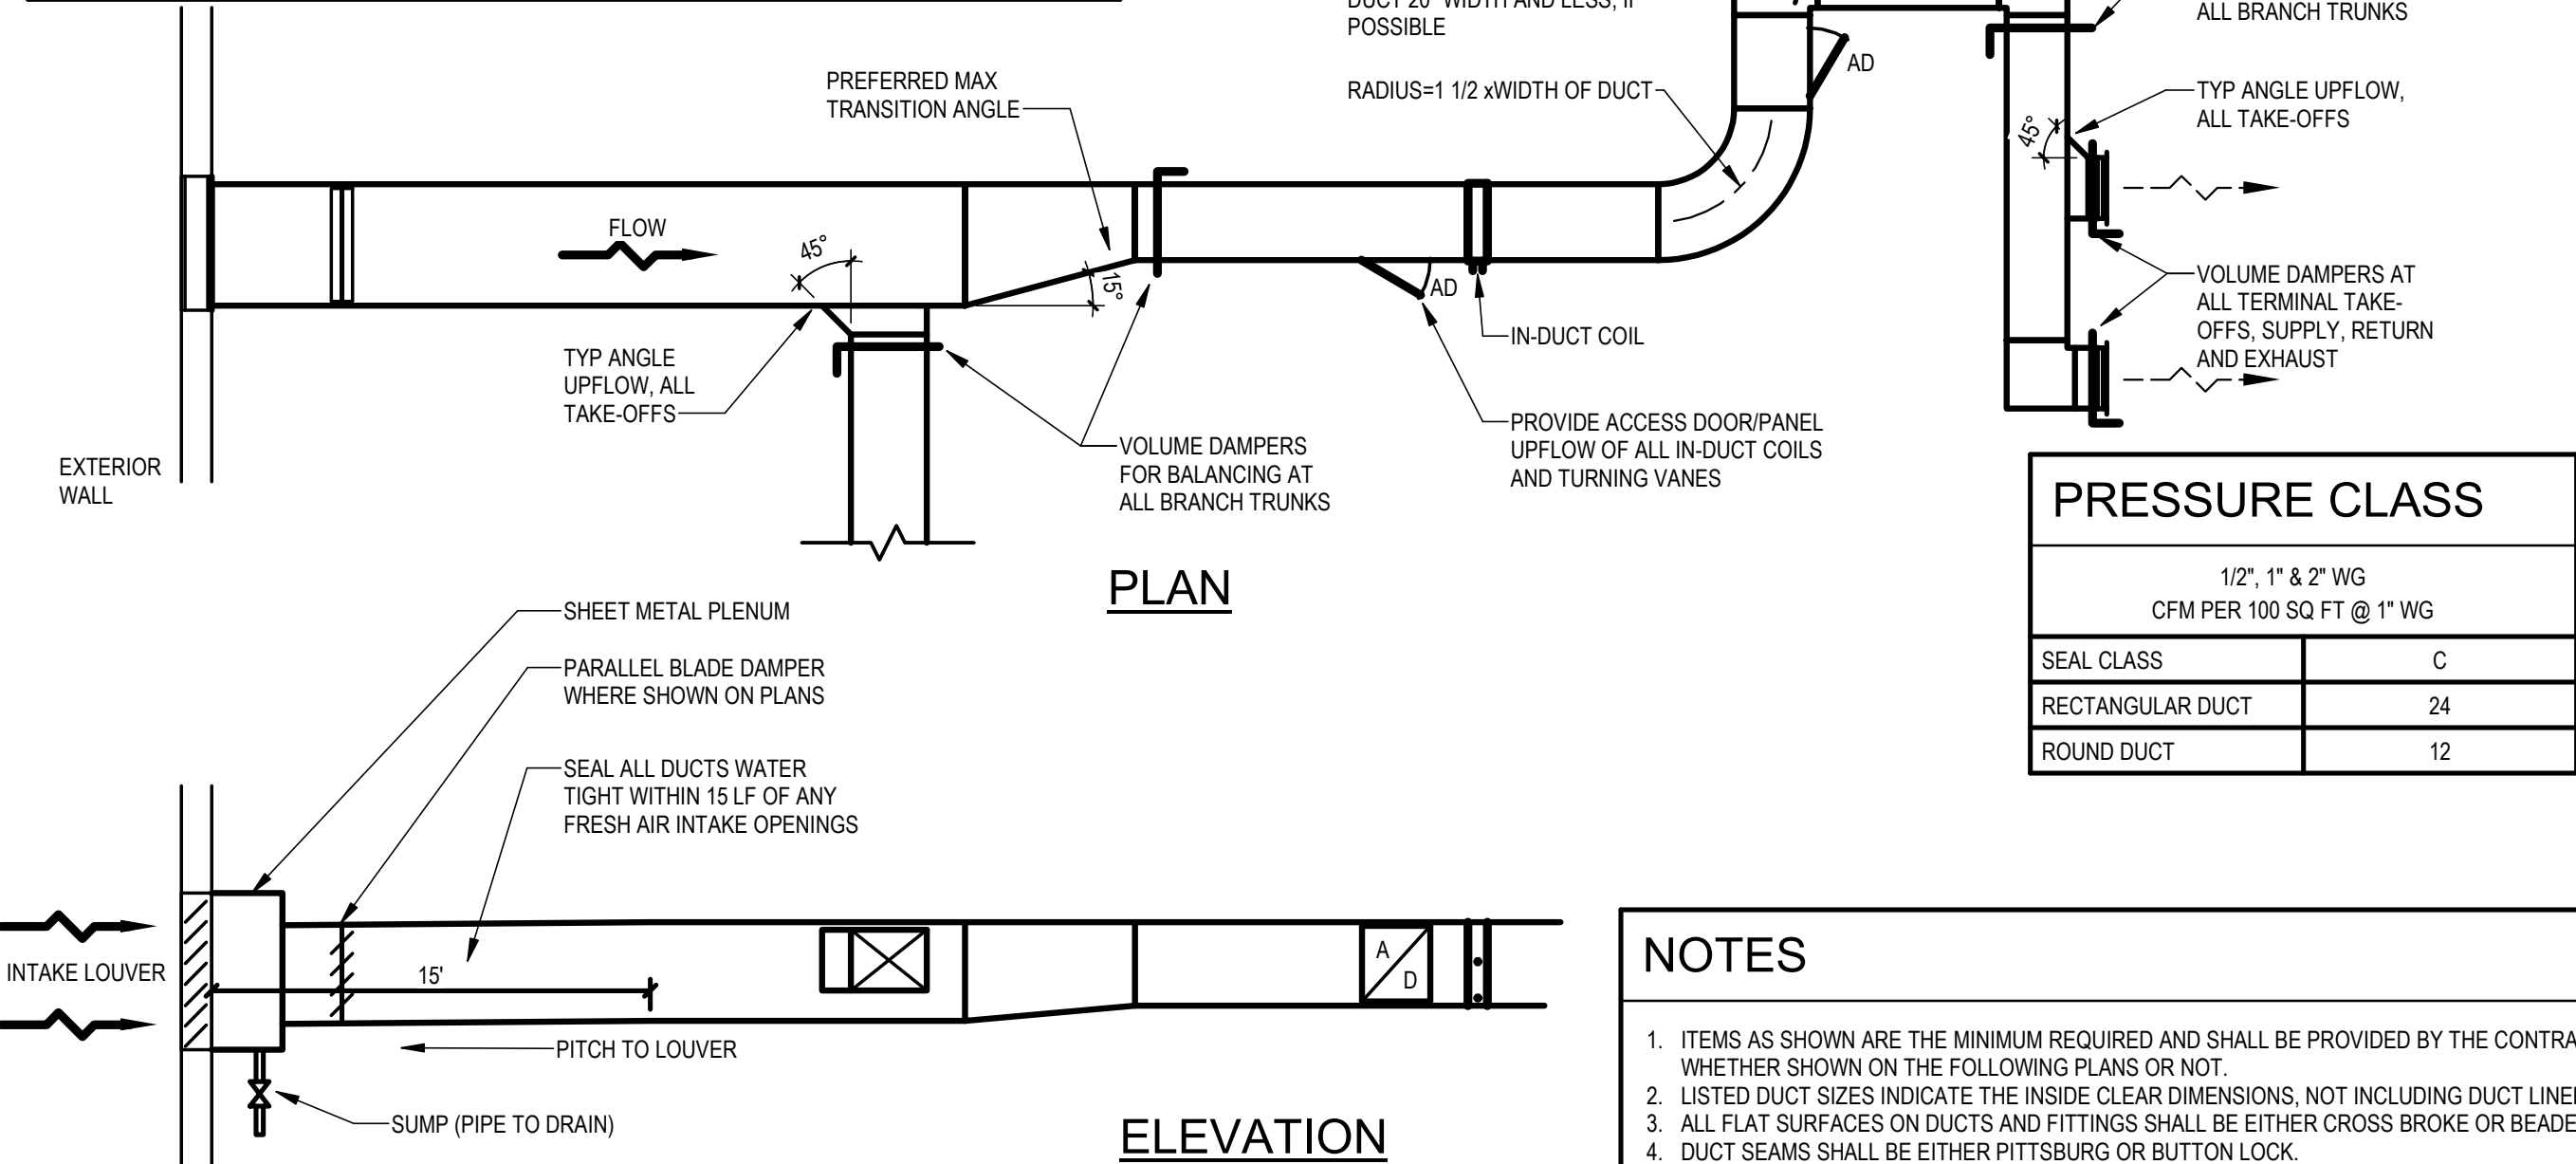 DUCT 20" WIDTH AND LESS, IF
POSSIBLE
ALL BRANCH TRUNKS
PREFERRED MAX
TRANSITION ANGLE
RADIUS=1 1/2 xWIDTH OF DUCT
AD
TYP ANGLE UPFLOW,
ALL TAKE-OFFS
45°
FLOW
45°
15°
AD
IN-DUCT COIL
VOLUME DAMPERS AT
ALL TERMINAL TAKE-
OFFS, SUPPLY, RETURN
AND EXHAUST
TYP ANGLE
UPFLOW, ALL
TAKE-OFFS
EXTERIOR
WALL
VOLUME DAMPERS
FOR BALANCING AT
ALL BRANCH TRUNKS
PROVIDE ACCESS DOOR/PANEL
UPFLOW OF ALL IN-DUCT COILS
AND TURNING VANES
PLAN
PRESSURE CLASS
1/2", 1" & 2" WG
CFM PER 100 SQ FT @ 1" WG
SEAL CLASS C
RECTANGULAR DUCT 24
ROUND DUCT 12
SHEET METAL PLENUM
PARALLEL BLADE DAMPER
WHERE SHOWN ON PLANS
SEAL ALL DUCTS WATER
TIGHT WITHIN 15 LF OF ANY
FRESH AIR INTAKE OPENINGS
INTAKE LOUVER
15'
A
D
PITCH TO LOUVER
SUMP (PIPE TO DRAIN)
ELEVATION
NOTES
1. ITEMS AS SHOWN ARE THE MINIMUM REQUIRED AND SHALL BE PROVIDED BY THE CONTRA
WHETHER SHOWN ON THE FOLLOWING PLANS OR NOT.
2. LISTED DUCT SIZES INDICATE THE INSIDE CLEAR DIMENSIONS, NOT INCLUDING DUCT LINE
3. ALL FLAT SURFACES ON DUCTS AND FITTINGS SHALL BE EITHER CROSS BROKE OR BEADE
4. DUCT SEAMS SHALL BE EITHER PITTSBURG OR BUTTON LOCK.